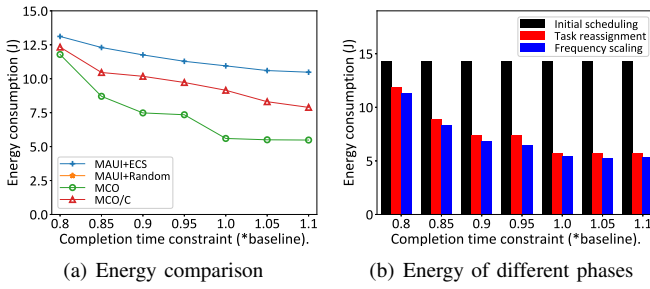 15.0
12.5
10.0
7.5
5.0
2.5
0.0
Energy consumption (J)
MAUI+ECS
MAUI+Random
MCO
MCO/C
0.8 0.85 0.9 0.95 1.0 1.05 1.1
Completion time constraint (*baseline).
(a) Energy comparison
15
10
5
0
Energy consumption (J)
Initial scheduling
Task reassignment
Frequency scaling
0.8 0.85 0.9 0.95 1.0 1.05 1.1
Completion time constraint (*baseline).
(b) Energy of different phases